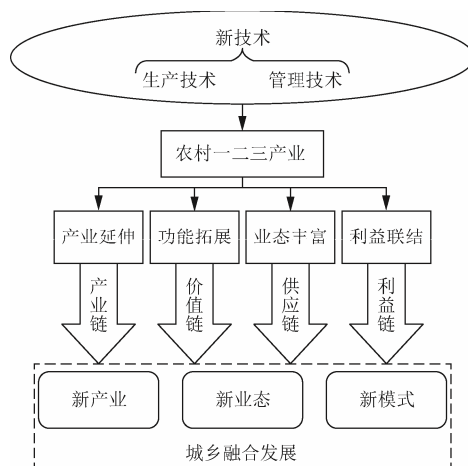 新技术
生产技术 管理技术
农村一二三产业
产业延伸 功能拓展 业态丰富 利益联结
产业链 价值链 供应链 利益链
新产业 新业态 新模式
城乡融合发展